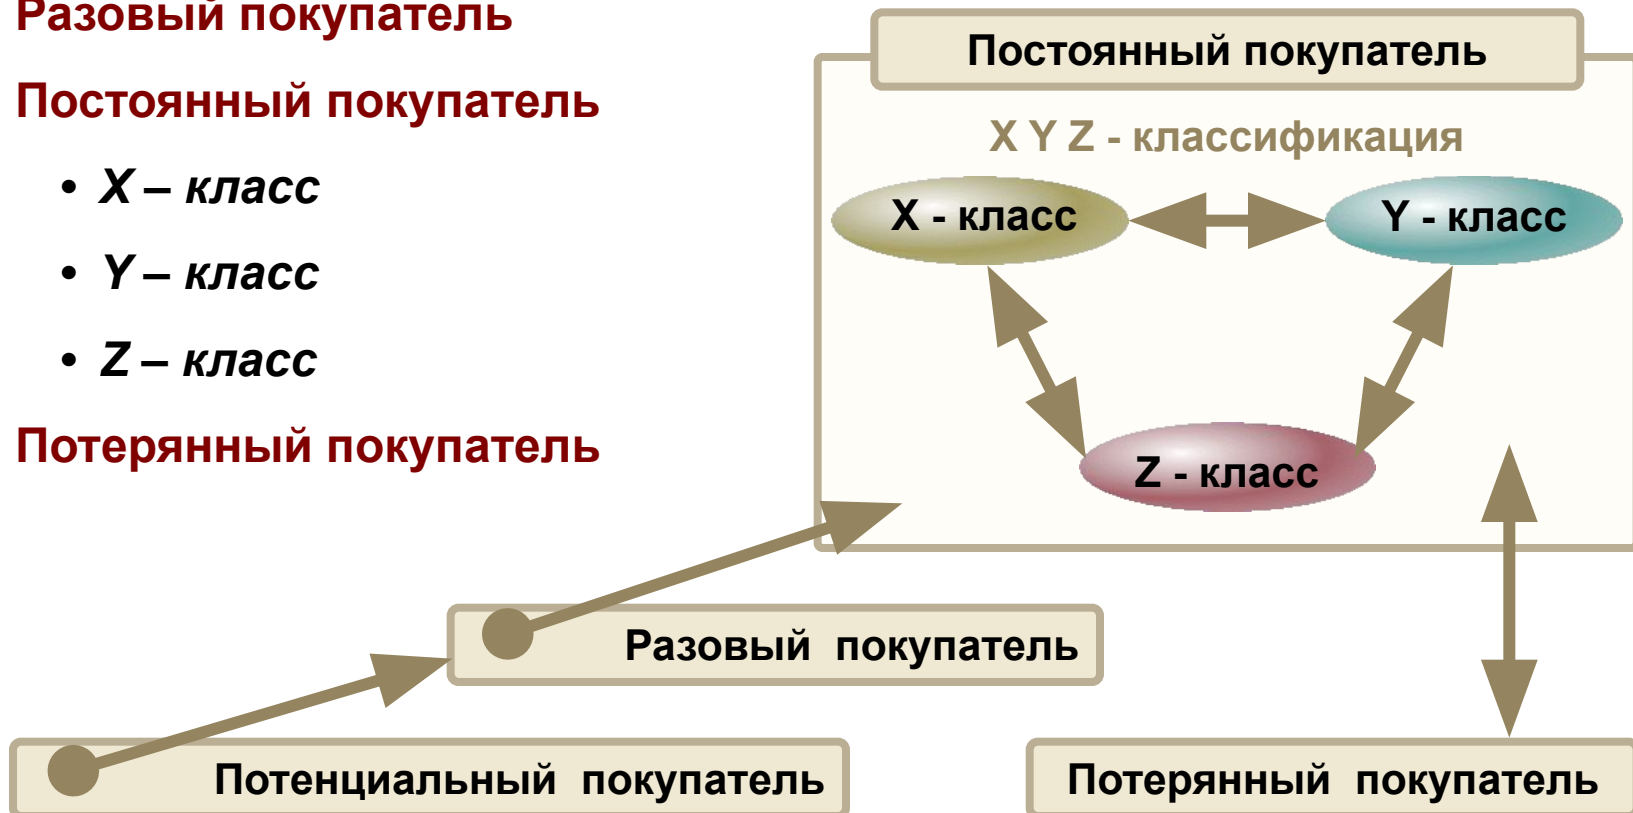 Разовый покупатель
Постоянный покупатель
• X – класс
• Y – класс
• Z – класс
Потерянный покупатель
Постоянный покупатель
X Y Z - классификация
X - класс
Y - класс
Z - класс
Разовый покупатель
Потенциальный покупатель
Потерянный покупатель